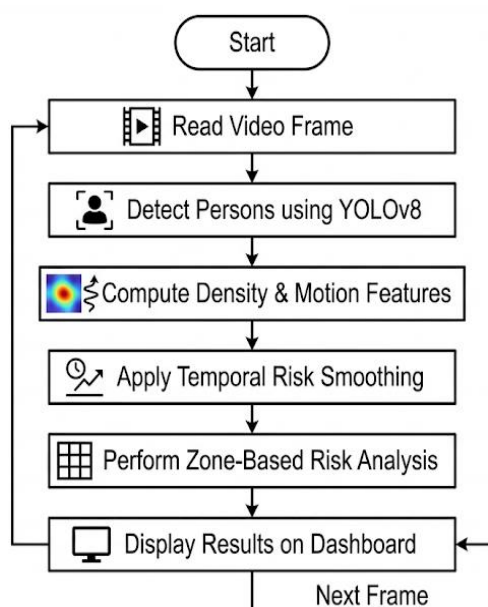 Start
Read Video Frame
Detect Persons using YOLOv8
Compute Density & Motion Features
Apply Temporal Risk Smoothing
Perform Zone-Based Risk Analysis
Display Results on Dashboard
Next Frame